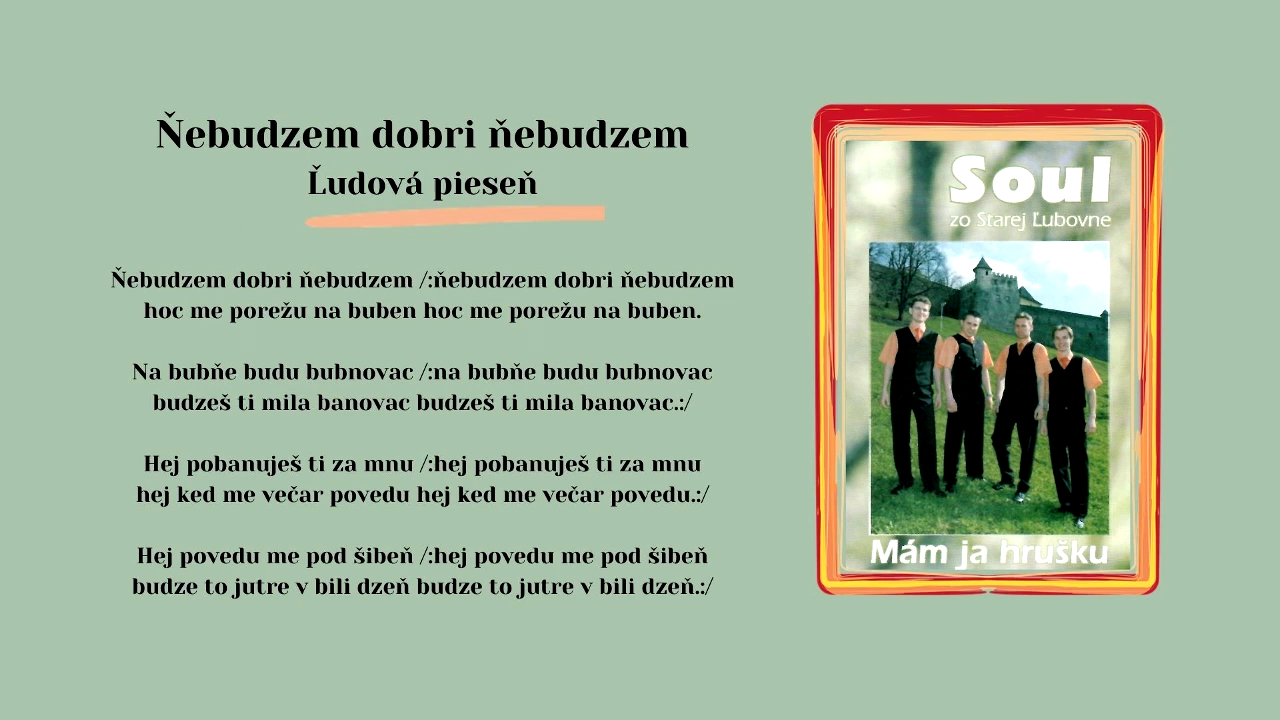 Ňebudzem dobri ňebudzem
Ľudová pieseň
Ňebudzem dobri ňebudzem /:ňebudzem dobri ňebudzem
hoc me porežu na buben hoc me porežu na buben.
Na bubňe budu bubnovac /:na bubňe budu bubnovac
budzeš ti mila banovac budzeš ti mila banovac.:/
Hej pobanuješ ti za mnu /:hej pobanuješ ti za mnu
hej ked me večar povedu hej ked me večar povedu.:/
Hej povedu me pod šibeň /:hej povedu me pod šibeň
budze to jutre v bili dzeň budze to jutre v bili dzeň.:/
Soul
zo Starej Ľubovne
Mám ja hrušku